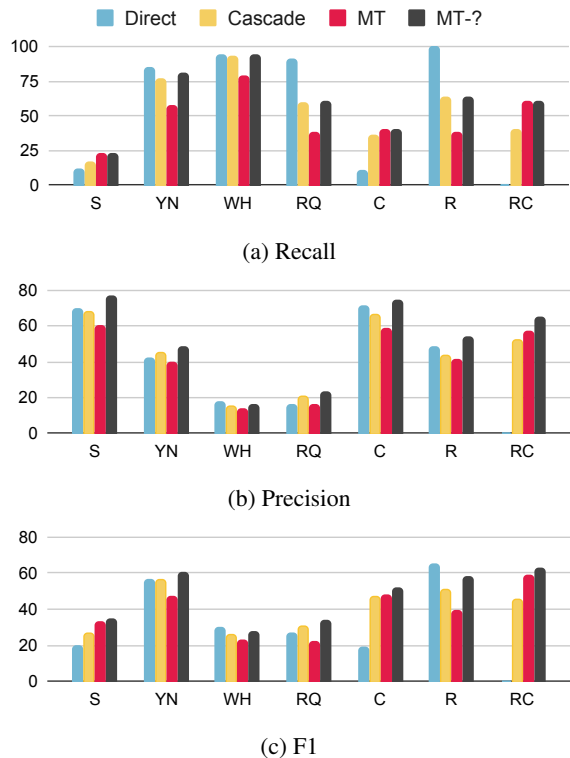 Direct Cascade MT MT-?
100
75
50
25
0
S YN WH RQ C R RC
(a) Recall
80
60
40
20
0
S YN WH RQ C R RC
(b) Precision
80
60
40
20
0
S YN WH RQ C R RC
(c) F1